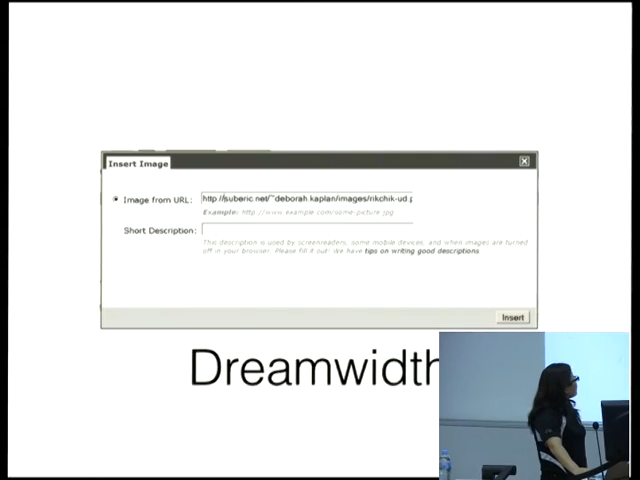 Insert Image
Image from URL: http://suberic.net/~deborah.kaplan/images/rikchik-ud.p
Example: http://www.example.com/some-picture.jpg
Short Description:
This description is used by screenreaders, some mobile devices, and when images are turned
off in your browser. Please fill it out! We have tips on writing good descriptions.
Insert
Dreamwidth